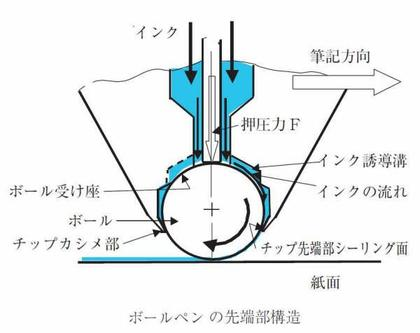 インク
筆記方向
押圧力F
インク誘導溝
ボール受け座
インクの流れ
ボール
チップカシメ部
チップ先端部シーリング面
紙面
ボールペン の先端部構造